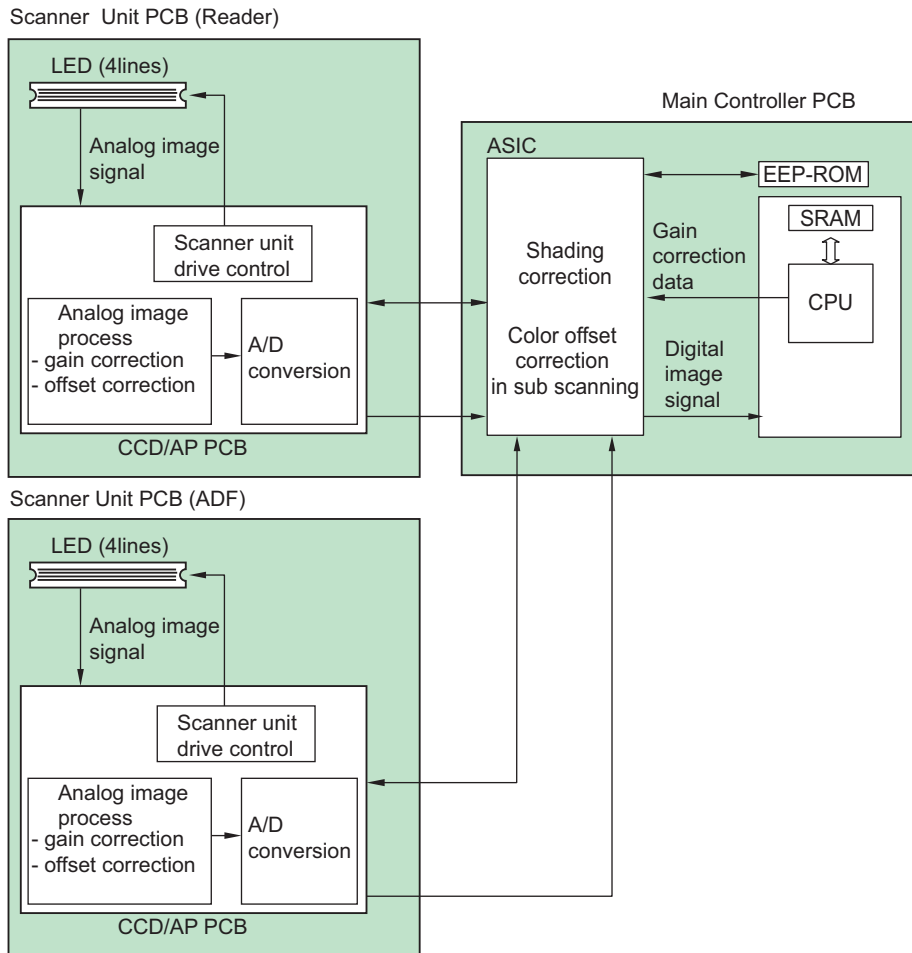 Scanner Unit PCB (Reader)
LED (4lines)
Analog image
signal
Scanner unit
drive control
Analog image
process
- gain correction
- offset correction
A/D
conversion
CCD/AP PCB
Main Controller PCB
ASIC
Shading
correction
Color offset
correction
in sub scanning
EEP-ROM
SRAM
CPU
Gain
correction
data
Digital
image
signal
Scanner Unit PCB (ADF)
LED (4lines)
Analog image
signal
Scanner unit
drive control
Analog image
process
- gain correction
- offset correction
A/D
conversion
CCD/AP PCB